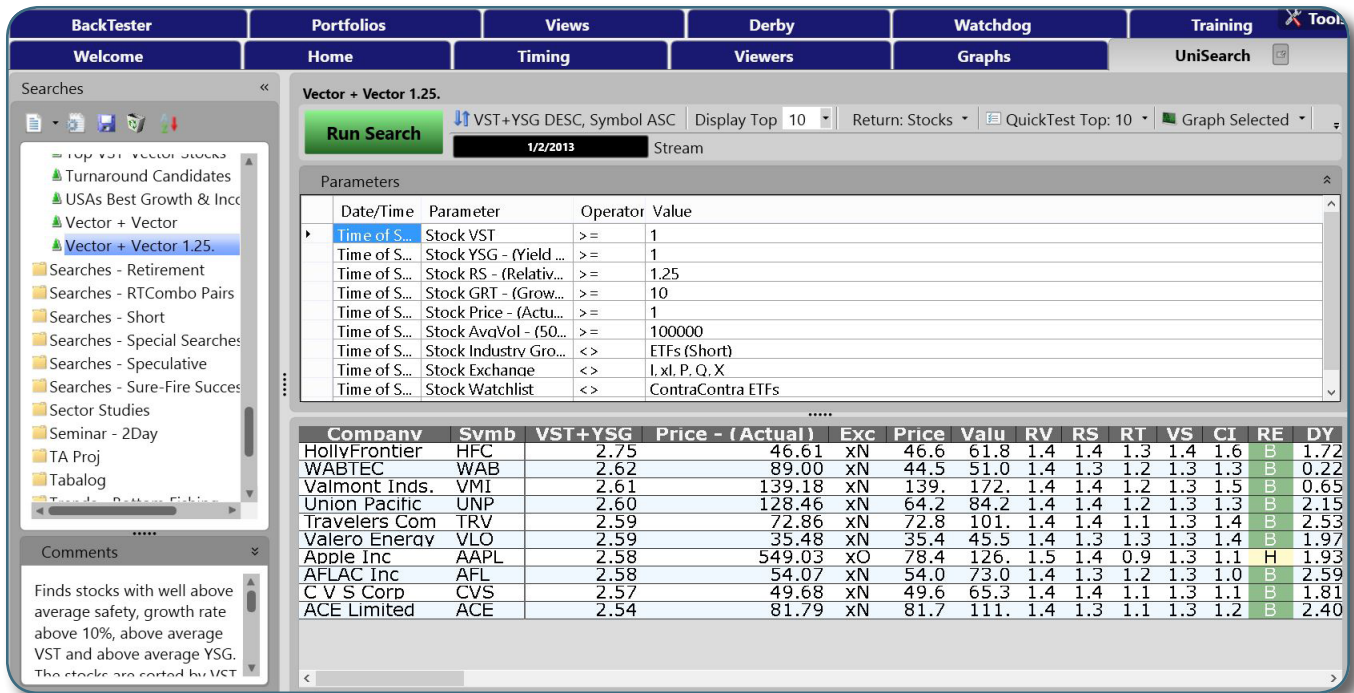 BackTester Portfolios Views Derby Watchdog Training Tools
Welcome Home Timing Viewers Graphs UniSearch
Searches «
Turnaround Candidates
USAs Best Growth & Inco
Vector + Vector
Vector + Vector 1.25.
Searches - Retirement
Searches - RTCombo Pairs
Searches - Short
Searches - Special Searches
Searches - Speculative
Searches - Sure-Fire Succes
Sector Studies
Seminar - 2Day
TA Proj
Tabalog
Comments
Finds stocks with well above
average safety, growth rate
above 10%, above average
VST and above average YSG.
The stocks are sorted by VST
Vector + Vector 1.25.
Run Search
VST+YSG DESC, Symbol ASC Display Top 10 Return: Stocks QuickTest Top: 10 Graph Selected
1/2/2013 Stream
Parameters
Date/Time Parameter Operator Value
Time of S... Stock VST >= 1
Time of S... Stock YSG - (Yield ... >= 1
Time of S... Stock RS - (Relativ... >= 1.25
Time of S... Stock GRT - (Grow... >= 10
Time of S... Stock Price - (Actu... >= 1
Time of S... Stock AvgVol - (50... >= 100000
Time of S... Stock Industry Gro... <> ETFs (Short)
Time of S... Stock Exchange <> I, xI, P, Q, X
Time of S... Stock Watchlist <> ContraContra ETFs
Company Symb VST+YSG Price - (Actual) Exc Price Valu RV RS RT VS CI RE DY
HollyFrontier HFC 2.75 46.61 xN 46.6 61.8 1.4 1.4 1.3 1.4 1.6 B 1.72
WABTEC WAB 2.62 89.00 xN 44.5 51.0 1.4 1.3 1.2 1.3 1.3 B 0.22
Valmont Inds. VMI 2.61 139.18 xN 139. 172. 1.4 1.4 1.2 1.3 1.5 B 0.65
Union Pacific UNP 2.60 128.46 xN 64.2 84.2 1.4 1.4 1.2 1.3 1.3 B 2.15
Travelers Com TRV 2.59 72.86 xN 72.8 101. 1.4 1.4 1.1 1.3 1.4 B 2.53
Valero Energy VLO 2.59 35.48 xN 35.4 45.5 1.4 1.3 1.3 1.3 1.4 B 1.97
Apple Inc AAPL 2.58 549.03 xO 78.4 126. 1.5 1.4 0.9 1.3 1.1 H 1.93
AFLAC Inc AFL 2.58 54.07 xN 54.0 73.0 1.4 1.3 1.2 1.3 1.0 B 2.59
C V S Corp CVS 2.57 49.68 xN 49.6 65.3 1.4 1.4 1.1 1.3 1.1 B 1.81
ACE Limited ACE 2.54 81.79 xN 81.7 111. 1.4 1.3 1.1 1.3 1.2 B 2.40